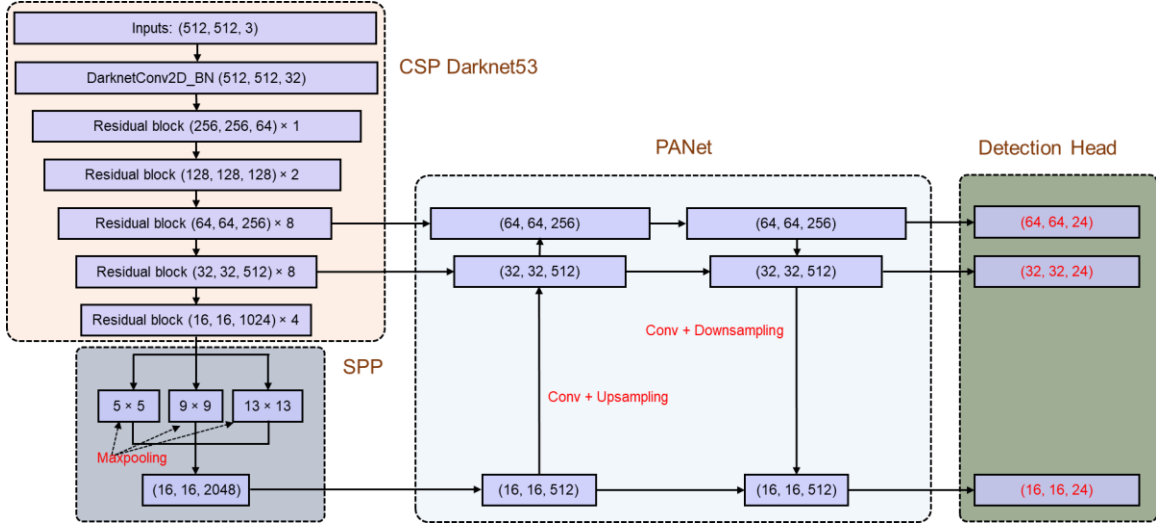 Inputs: (512, 512, 3)
DarknetConv2D_BN (512, 512, 32)
CSP Darknet53
Residual block (256, 256, 64) × 1
Residual block (128, 128, 128) × 2
Residual block (64, 64, 256) × 8
Residual block (32, 32, 512) × 8
Residual block (16, 16, 1024) × 4
SPP
5 × 5
9 × 9
13 × 13
Maxpooling
(16, 16, 2048)
PANet
(64, 64, 256)
(64, 64, 256)
(32, 32, 512)
(32, 32, 512)
Conv + Downsampling
Conv + Upsampling
(16, 16, 512)
(16, 16, 512)
Detection Head
(64, 64, 24)
(32, 32, 24)
(16, 16, 24)